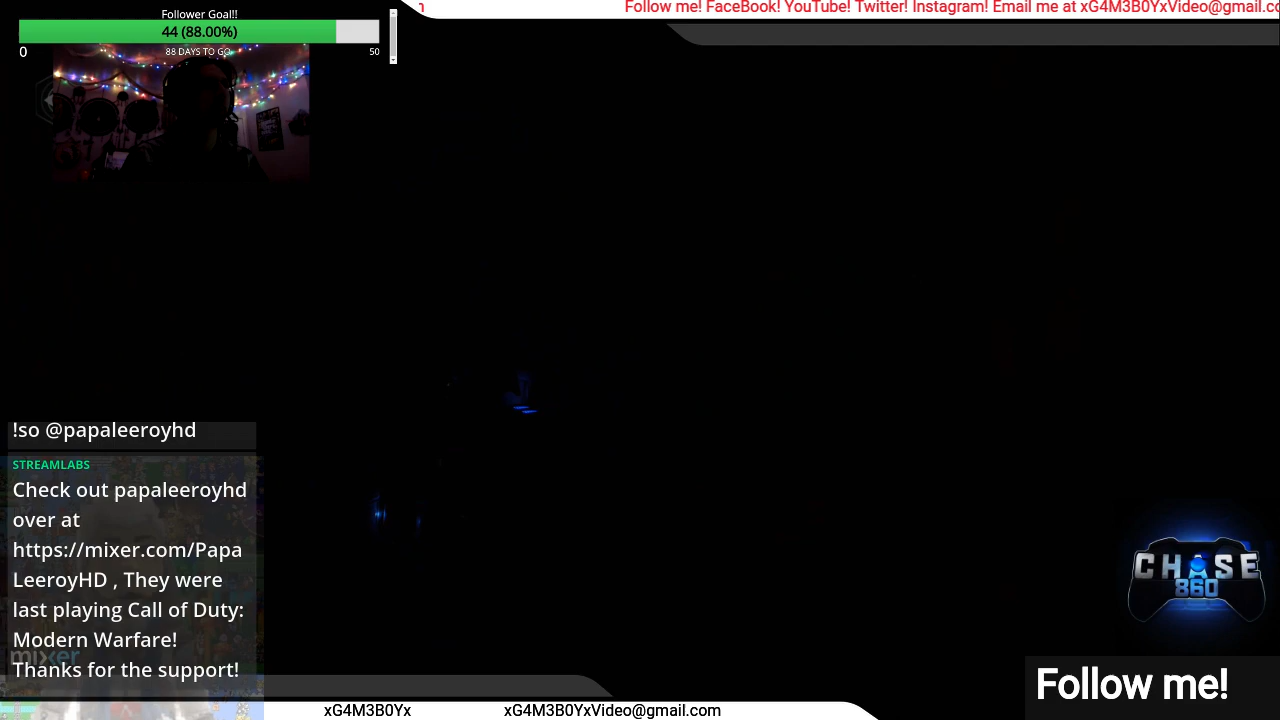 Follower Goal!!
44 (88.00%)
0
88 DAYS TO GO
50
Follow me! FaceBook! YouTube! Twitter! Instagram! Email me at xG4M3B0YxVideo@gmail.co
!so @papaleeroyhd
STREAMLABS
Check out papaleeroyhd
over at
https://mixer.com/Papa
LeeroyHD , They were
last playing Call of Duty:
Modern Warfare!
Thanks for the support!
mixer
CHASE
860
Follow me!
xG4M3B0Yx
xG4M3B0YxVideo@gmail.com